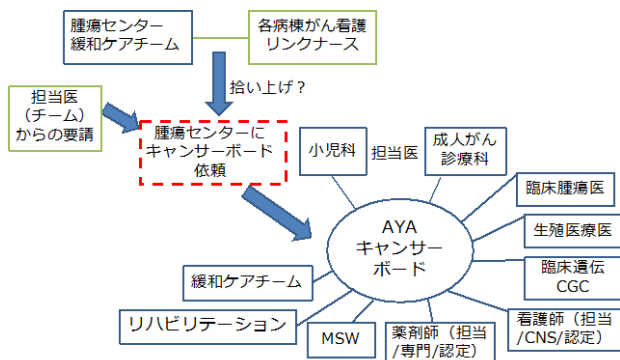 腫瘍センター
緩和ケアチーム
各病棟がん看護
リンクナース
拾い上げ？
担当医
（チーム）
からの要請
腫瘍センターに
キャンサーボード
依頼
小児科
担当医
成人がん
診療科
臨床腫瘍医
生殖医療医
臨床遺伝
CGC
AYA
キャンサー
ボード
緩和ケアチーム
リハビリテーション
MSW
薬剤師（担当
/専門/認定）
看護師（担当
/CNS/認定）